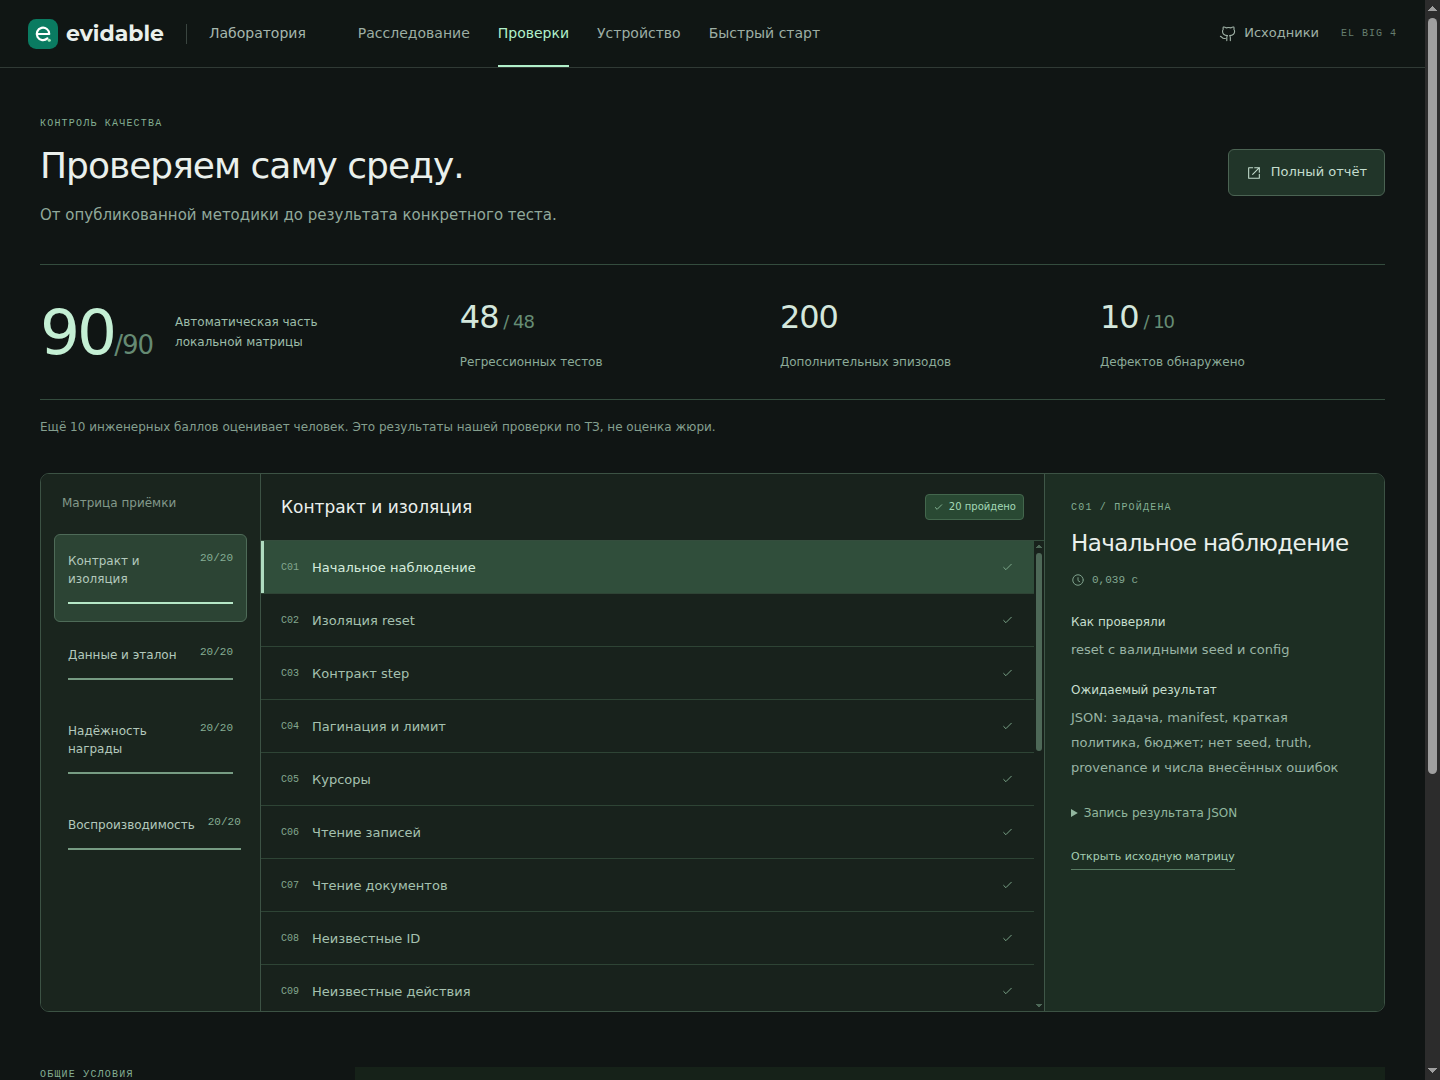 evidable
Лаборатория
Расследование
Проверки
Устройство
Быстрый старт
Исходники
EL BIG 4
КОНТРОЛЬ КАЧЕСТВА
Проверяем саму среду.
От опубликованной методики до результата конкретного теста.
Полный отчёт
90/90
Автоматическая часть
локальной матрицы
48 / 48
Регрессионных тестов
200
Дополнительных эпизодов
10 / 10
Дефектов обнаружено
Ещё 10 инженерных баллов оценивает человек. Это результаты нашей проверки по ТЗ, не оценка жюри.
Матрица приёмки
Контракт и
изоляция
20/20
Данные и эталон
20/20
Надёжность
награды
20/20
Воспроизводимость
20/20
Контракт и изоляция
20 пройдено
C01 Начальное наблюдение
C02 Изоляция reset
C03 Контракт step
C04 Пагинация и лимит
C05 Курсоры
C06 Чтение записей
C07 Чтение документов
C08 Неизвестные ID
C09 Неизвестные действия
C01 / ПРОЙДЕНА
Начальное наблюдение
0,039 с
Как проверяли
reset с валидными seed и config
Ожидаемый результат
JSON: задача, manifest, краткая
политика, бюджет; нет seed, truth,
provenance и числа внесённых ошибок
Запись результата JSON
Открыть исходную матрицу
ОБЩИЕ УСЛОВИЯ